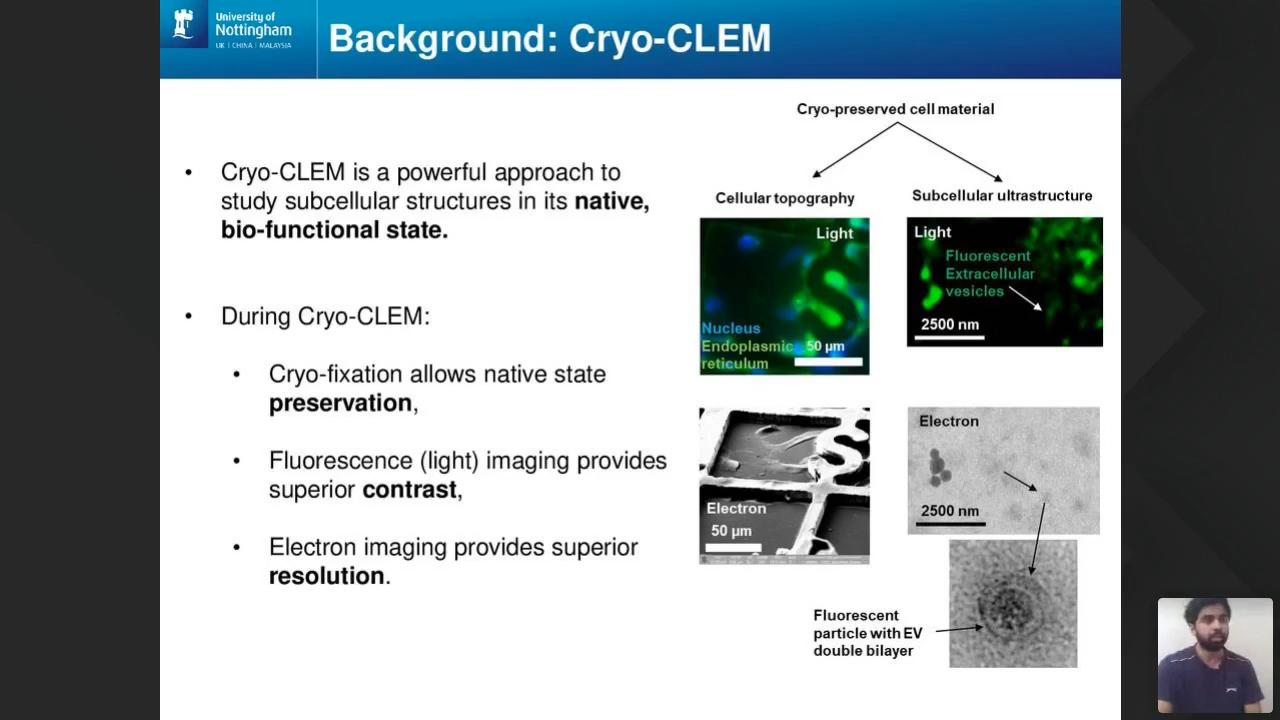 University of
Nottingham
UK | CHINA | MALAYSIA
Background: Cryo-CLEM
• Cryo-CLEM is a powerful approach to
study subcellular structures in its native,
bio-functional state.
• During Cryo-CLEM:
• Cryo-fixation allows native state
preservation,
• Fluorescence (light) imaging provides
superior contrast,
• Electron imaging provides superior
resolution.
Cryo-preserved cell material
Cellular topography
Light
Nucleus
Endoplasmic
reticulum
50 µm
Electron
50 µm
Subcellular ultrastructure
Light
Fluorescent
Extracellular
vesicles
2500 nm
Electron
2500 nm
Fluorescent
particle with EV
double bilayer